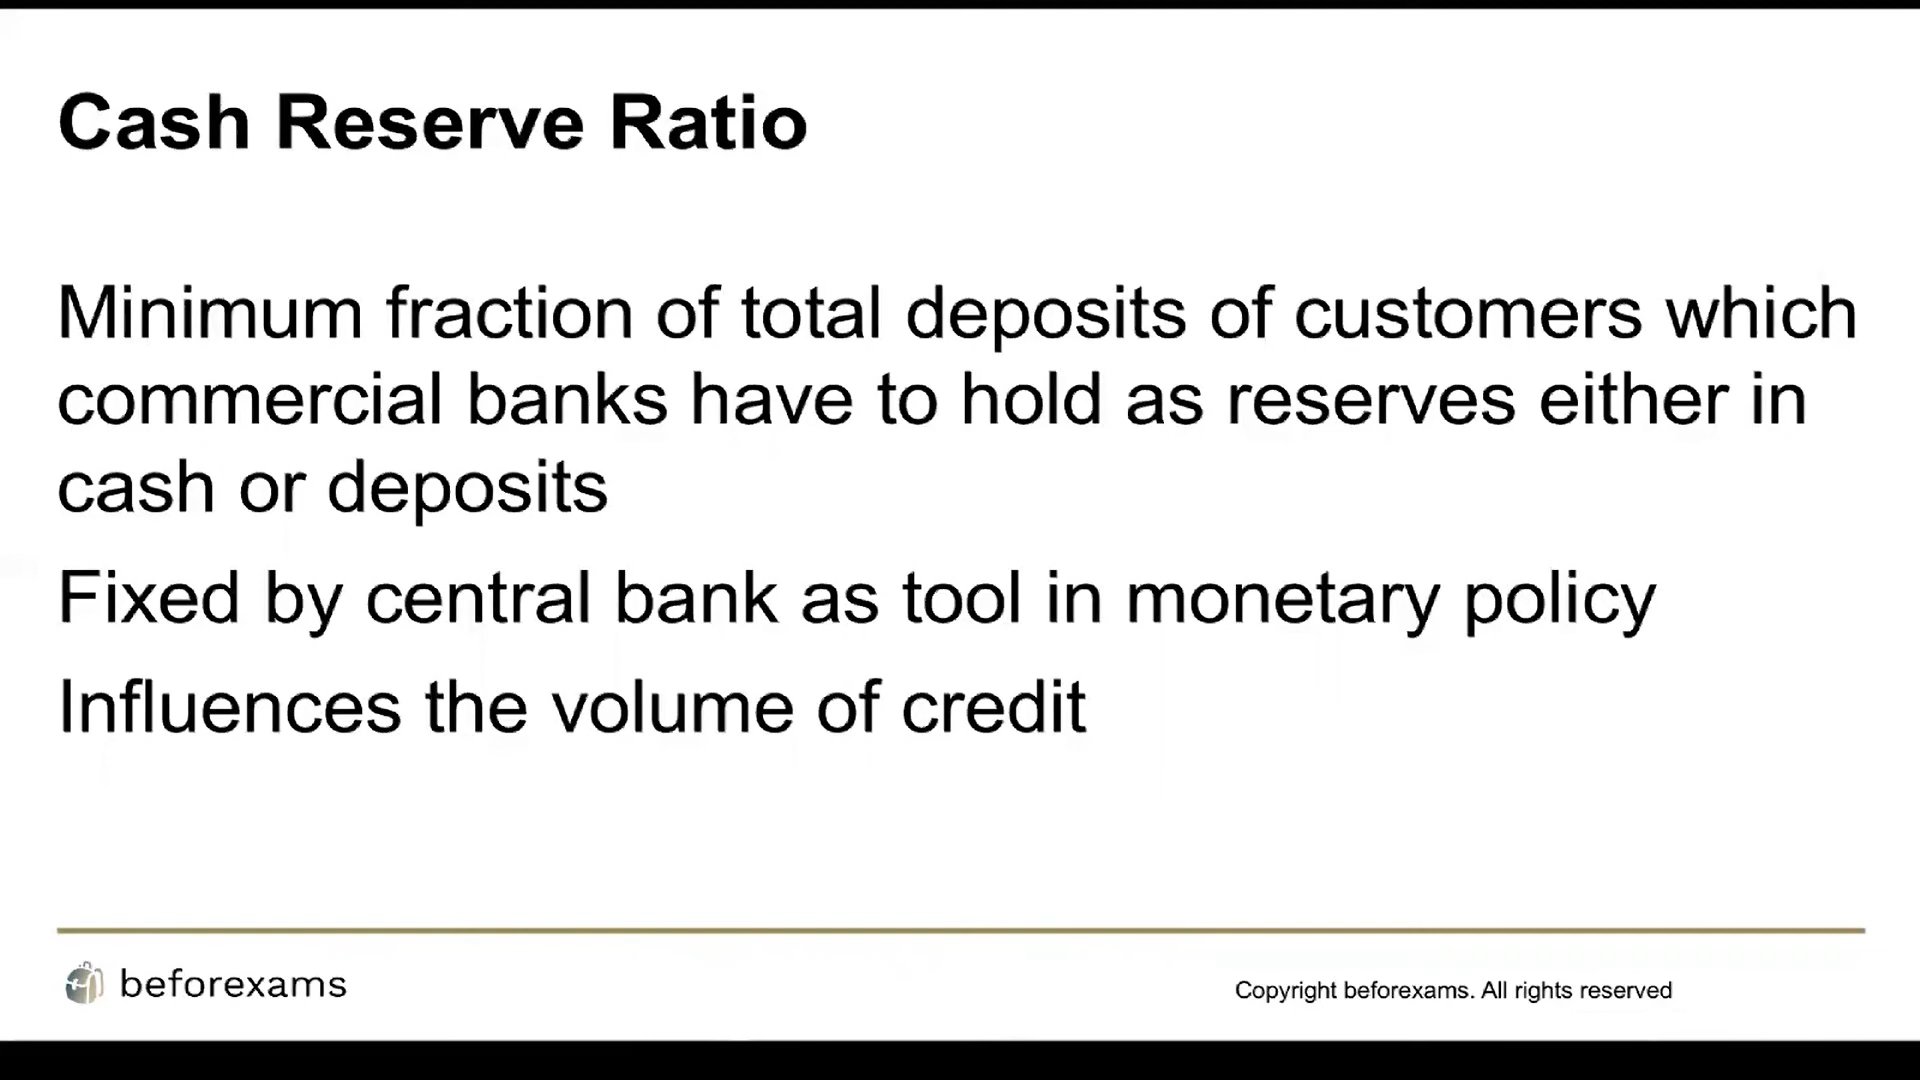 Cash Reserve Ratio
Minimum fraction of total deposits of customers which
commercial banks have to hold as reserves either in
cash or deposits
Fixed by central bank as tool in monetary policy
Influences the volume of credit
beforexams
Copyright beforexams. All rights reserved